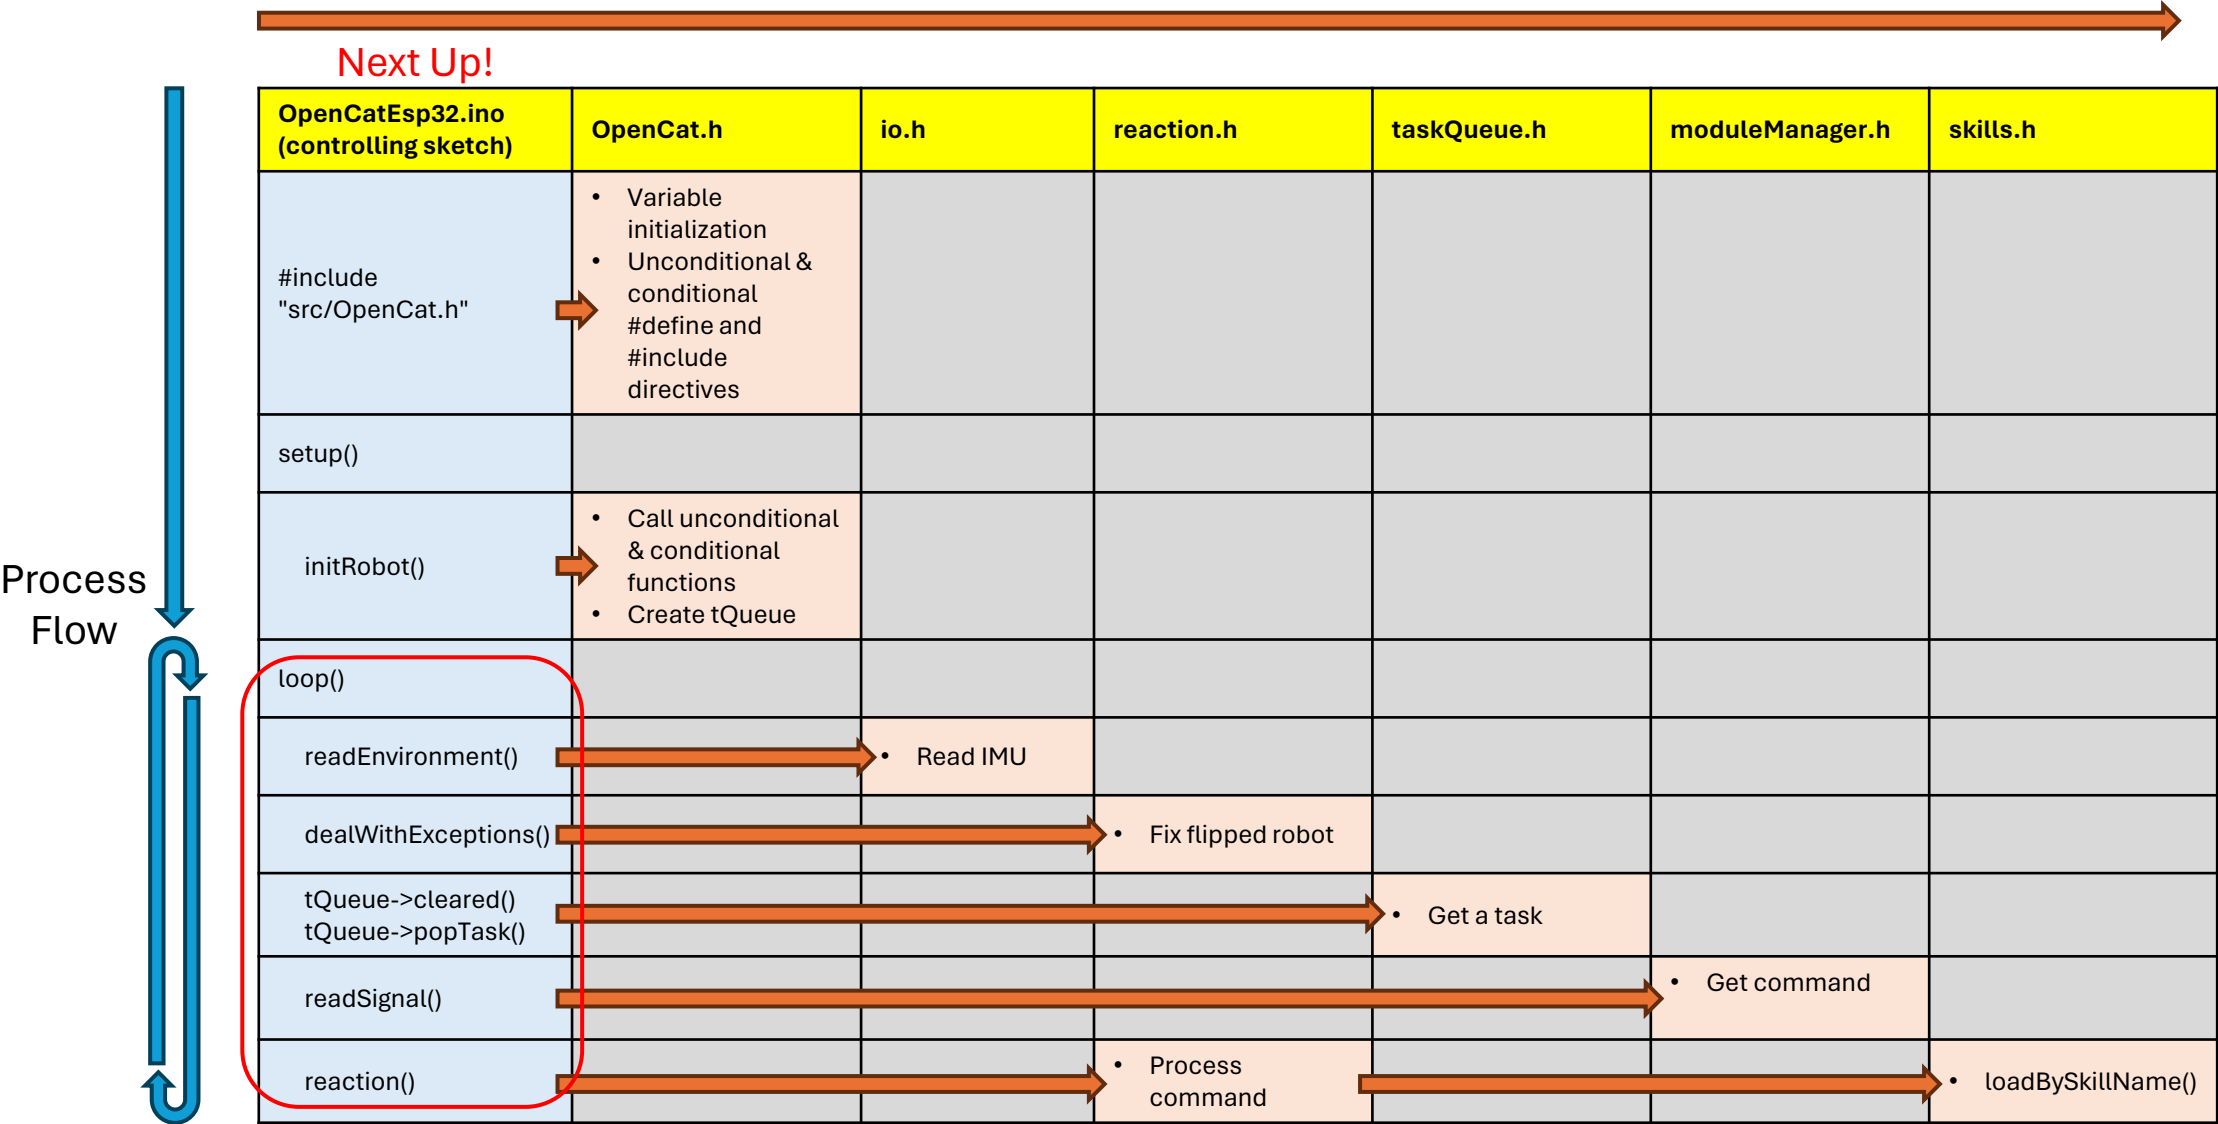 Next Up!
OpenCatEsp32.ino
(controlling sketch)
OpenCat.h
io.h
reaction.h
taskQueue.h
moduleManager.h
skills.h
#include
"src/OpenCat.h"
• Variable
initialization
• Unconditional &
conditional
#define and
#include
directives
setup()
Process
Flow
initRobot()
• Call unconditional
& conditional
functions
• Create tQueue
loop()
readEnvironment()
• Read IMU
dealWithExceptions()
• Fix flipped robot
tQueue->cleared()
tQueue->popTask()
• Get a task
readSignal()
• Get command
reaction()
• Process
command
• loadBySkillName()